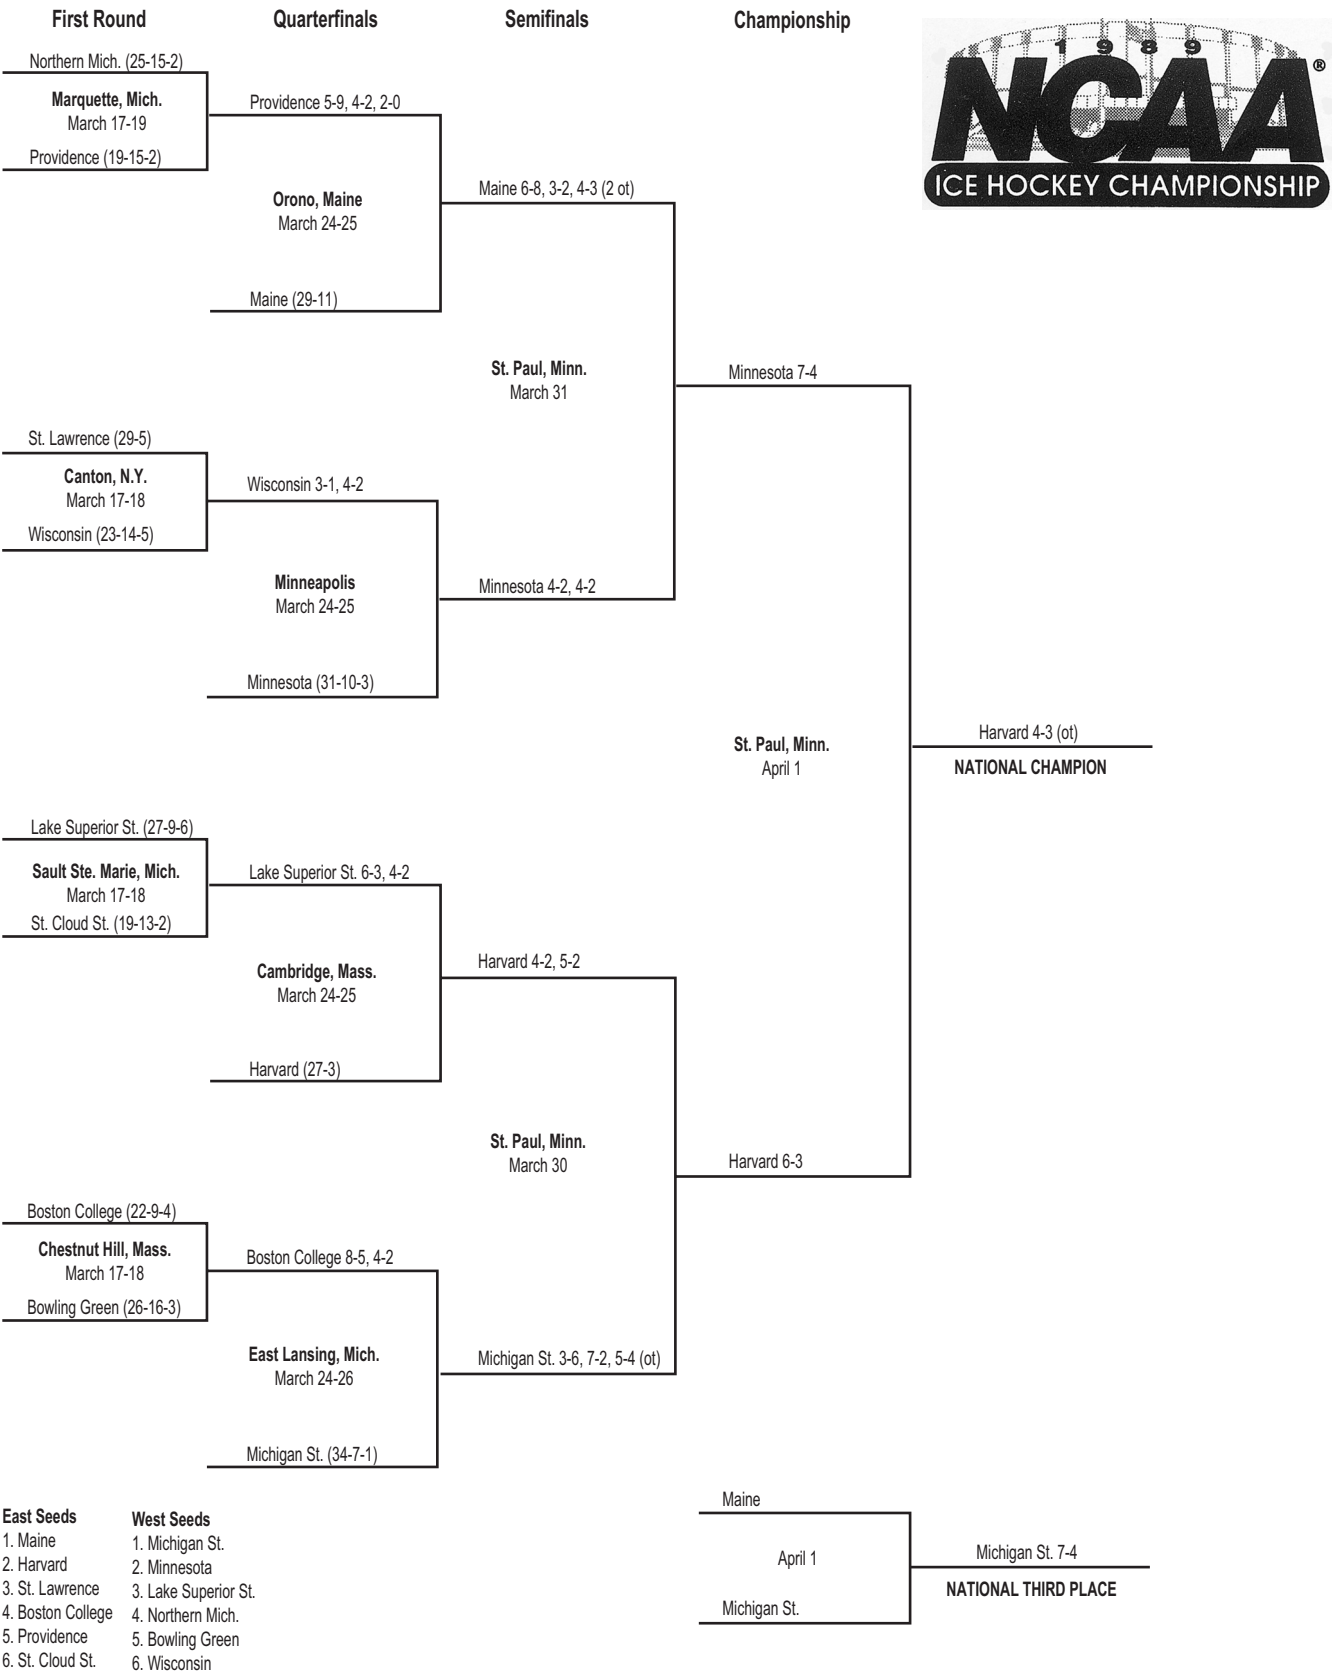 First Round
Quarterfinals
Semifinals
Championship
1989
NCAA®
ICE HOCKEY CHAMPIONSHIP
Northern Mich. (25-15-2)
Marquette, Mich.
March 17-19
Providence (19-15-2)
Providence 5-9, 4-2, 2-0
Orono, Maine
March 24-25
Maine (29-11)
Maine 6-8, 3-2, 4-3 (2 ot)
St. Paul, Minn.
March 31
Minnesota 7-4
St. Lawrence (29-5)
Canton, N.Y.
March 17-18
Wisconsin (23-14-5)
Wisconsin 3-1, 4-2
Minneapolis
March 24-25
Minnesota (31-10-3)
Minnesota 4-2, 4-2
St. Paul, Minn.
April 1
Harvard 4-3 (ot)
NATIONAL CHAMPION
Lake Superior St. (27-9-6)
Sault Ste. Marie, Mich.
March 17-18
St. Cloud St. (19-13-2)
Lake Superior St. 6-3, 4-2
Cambridge, Mass.
March 24-25
Harvard (27-3)
Harvard 4-2, 5-2
St. Paul, Minn.
March 30
Harvard 6-3
Boston College (22-9-4)
Chestnut Hill, Mass.
March 17-18
Bowling Green (26-16-3)
Boston College 8-5, 4-2
East Lansing, Mich.
March 24-26
Michigan St. (34-7-1)
Michigan St. 3-6, 7-2, 5-4 (ot)
East Seeds
1. Maine
2. Harvard
3. St. Lawrence
4. Boston College
5. Providence
6. St. Cloud St.
West Seeds
1. Michigan St.
2. Minnesota
3. Lake Superior St.
4. Northern Mich.
5. Bowling Green
6. Wisconsin
Maine
April 1
Michigan St.
Michigan St. 7-4
NATIONAL THIRD PLACE